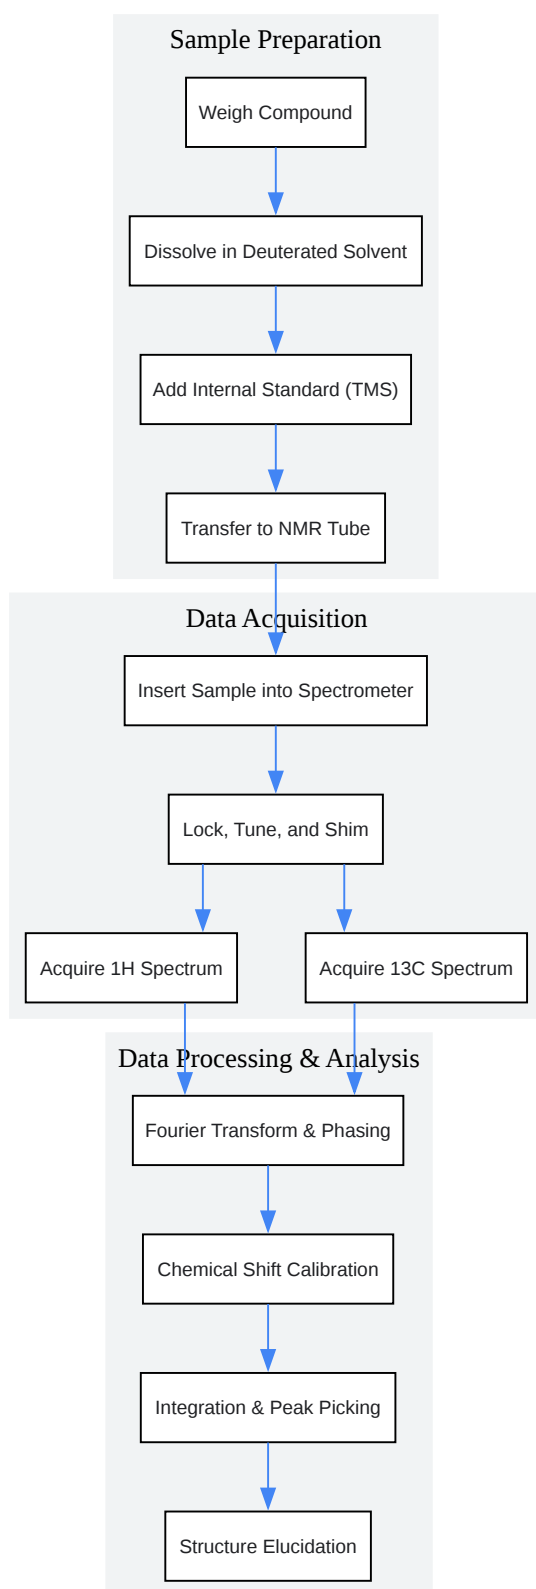 Sample Preparation
Weigh Compound
Dissolve in Deuterated Solvent
Add Internal Standard (TMS)
Transfer to NMR Tube
Data Acquisition
Insert Sample into Spectrometer
Lock, Tune, and Shim
Acquire 1H Spectrum
Acquire 13C Spectrum
Data Processing & Analysis
Fourier Transform & Phasing
Chemical Shift Calibration
Integration & Peak Picking
Structure Elucidation